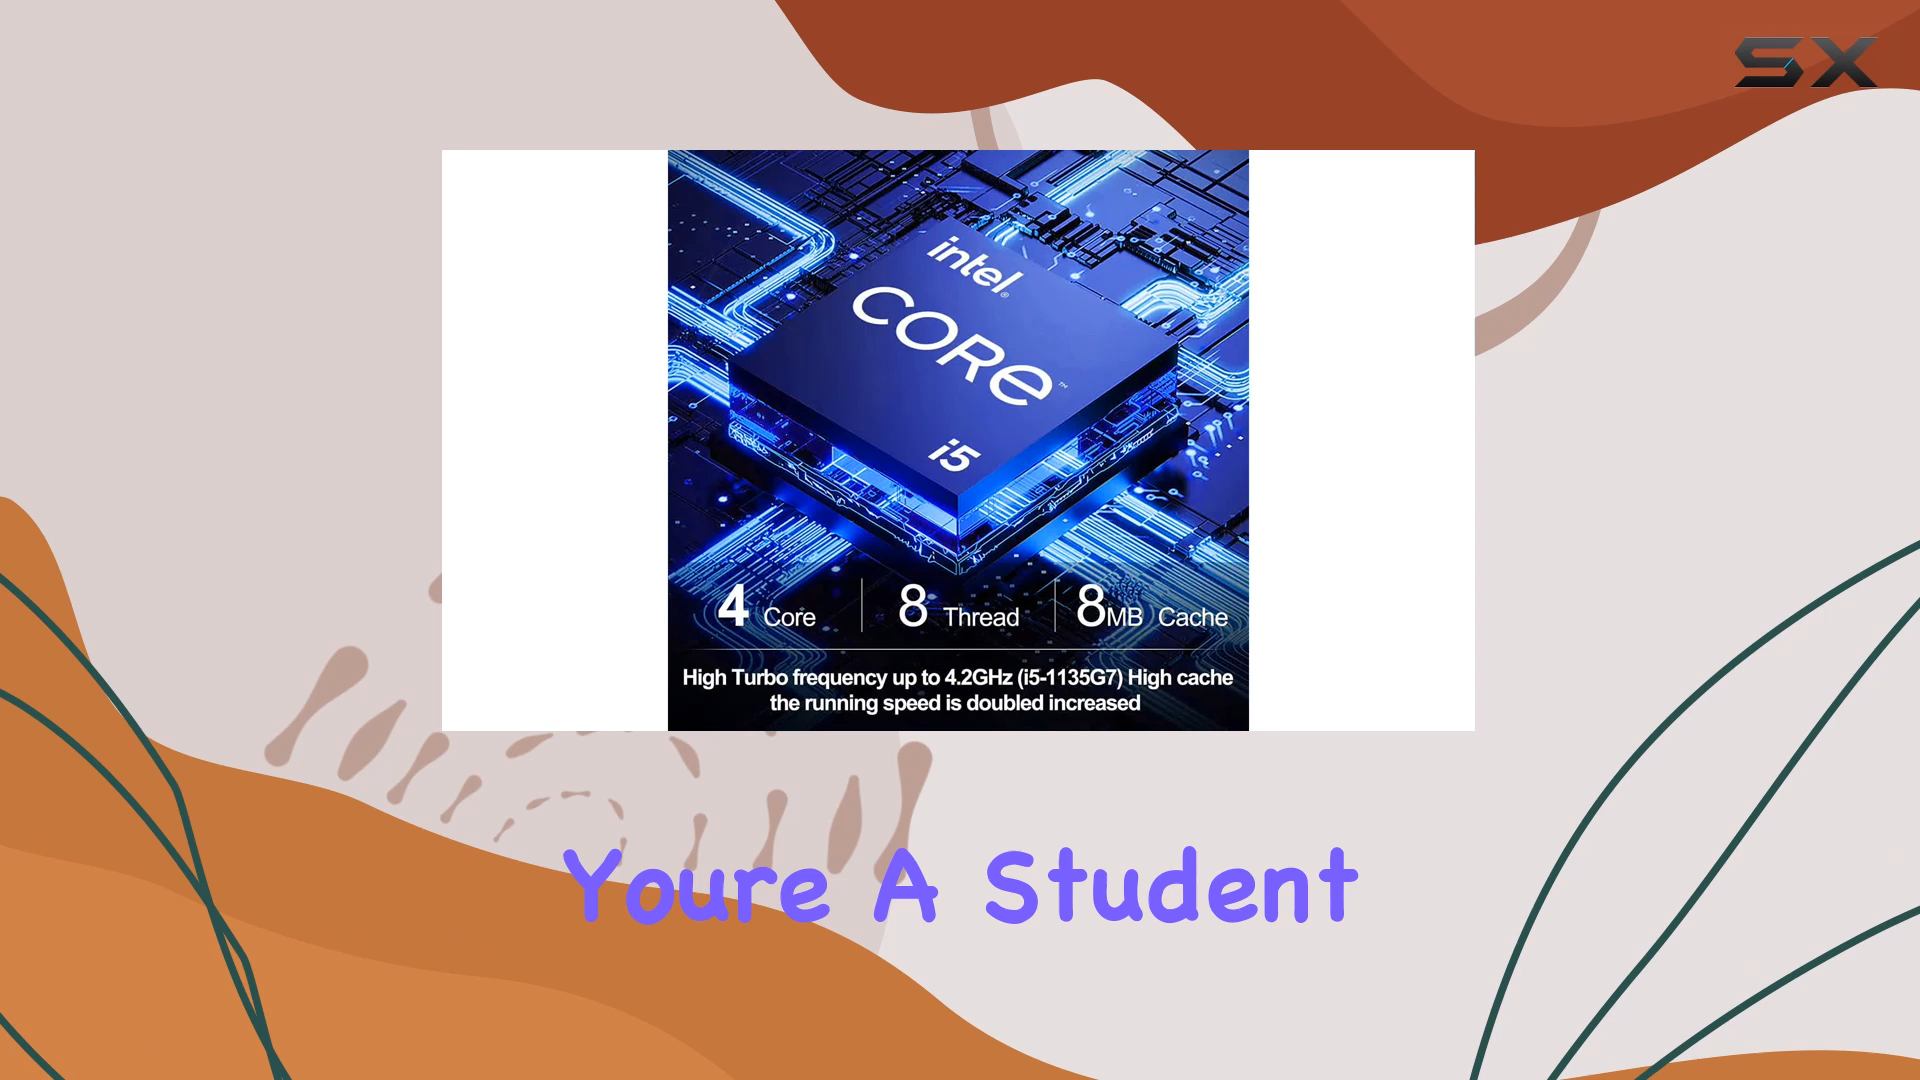 SX
intel
CORE
i5
4 Core 8 Thread 8MB Cache
High Turbo frequency up to 4.2GHz (i5-1135G7) High cache
the running speed is doubled increased
Youre A Student